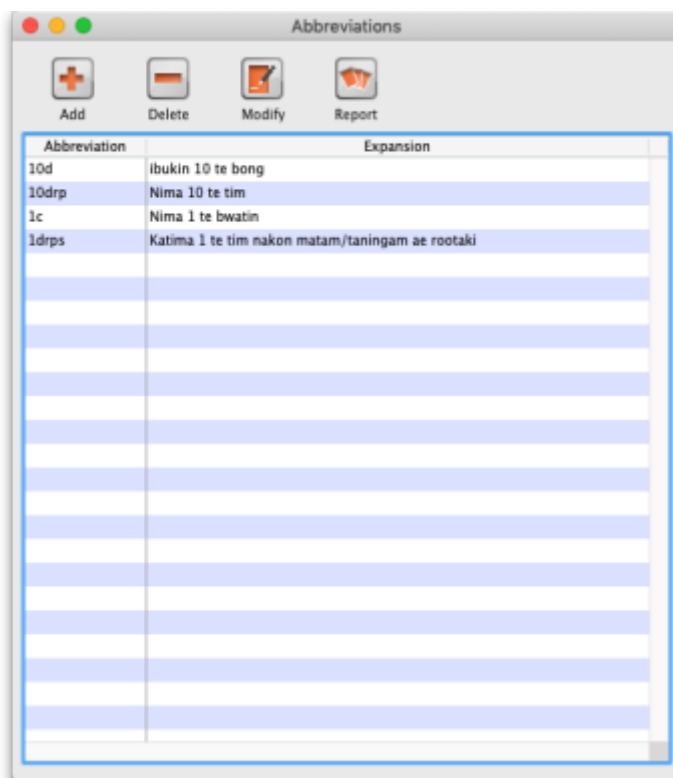 Abbreviations
Add Delete Modify Report
Abbreviation Expansion
10d ibukin 10 te bong
10drp Nima 10 te tim
1c Nima 1 te bwatin
1drps Katima 1 te tim nakon matam/taningam ae rootaki